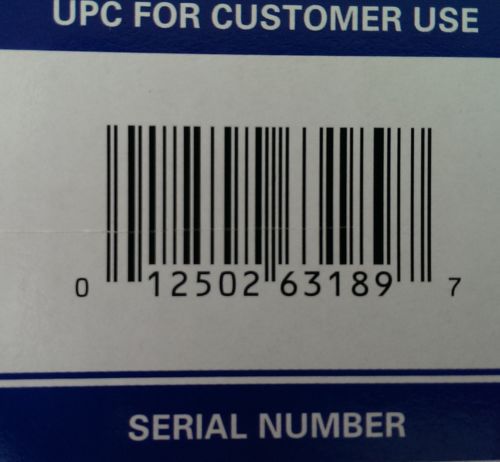 UPC FOR CUSTOMER USE
0 12502 63189 7
SERIAL NUMBER